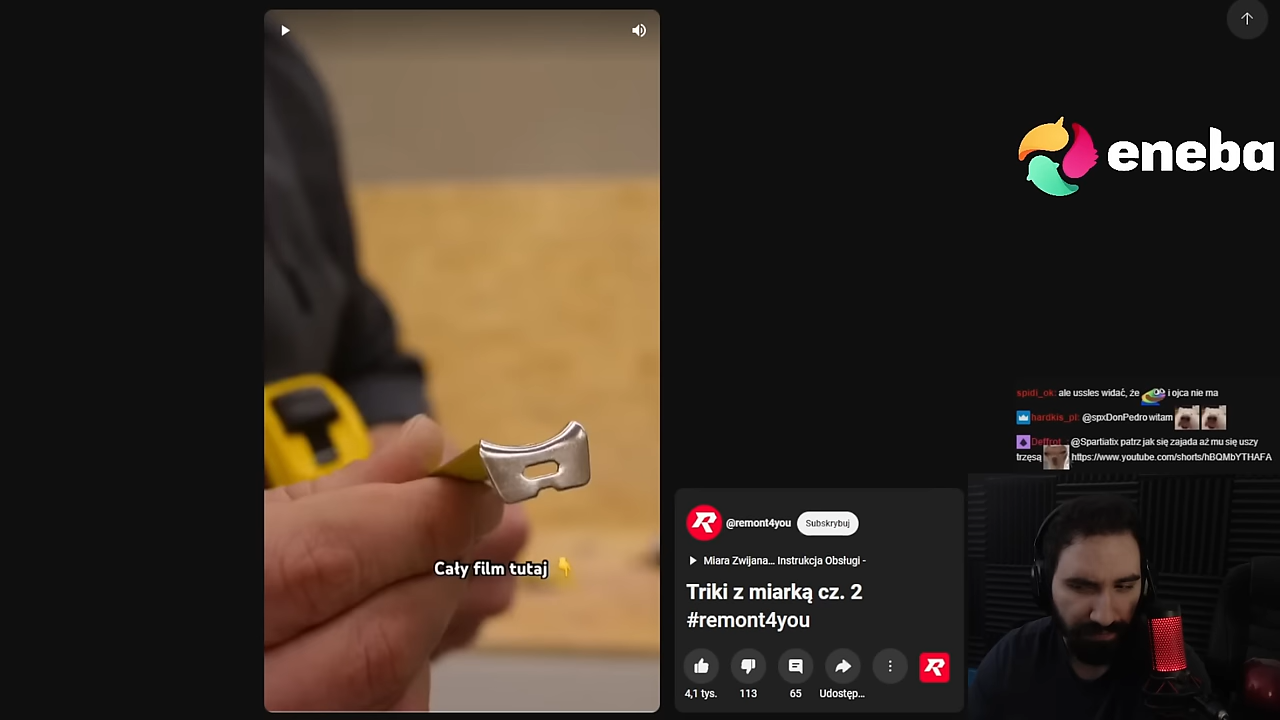 eneba
spidi_ok: ale ussles widać, że i ojca nie ma
hardkis_pl: @spxDonPedro witam
Deffrot_: @Spartiatix patrz jak się zajada aż mu się uszy
trzęsą https://www.youtube.com/shorts/hBQMbYTHAFA
Cały film tutaj 👇
@remont4you Subskrybuj
Miara Zwijana... Instrukcja Obsługi -
Triki z miarką cz. 2
#remont4you
4,1 tys. 113 65 Udostęp...